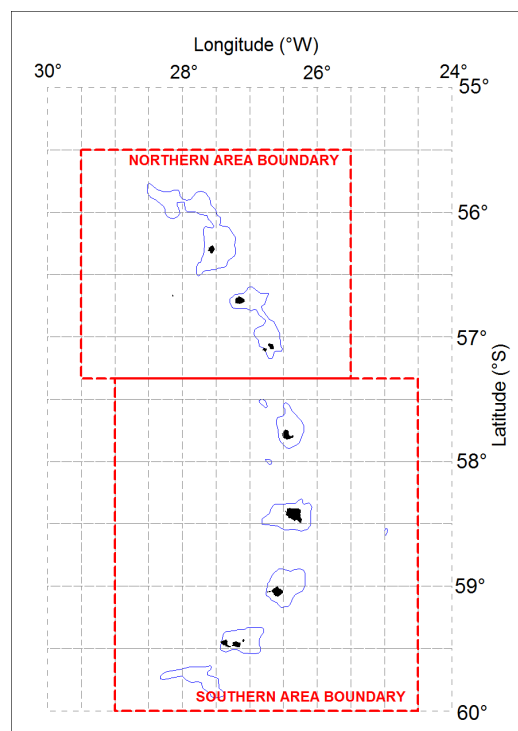 Longitude (°W)
30° 28° 26° 24°
55°
NORTHERN AREA BOUNDARY
56°
57°
Latitude (°S)
58°
59°
SOUTHERN AREA BOUNDARY
60°